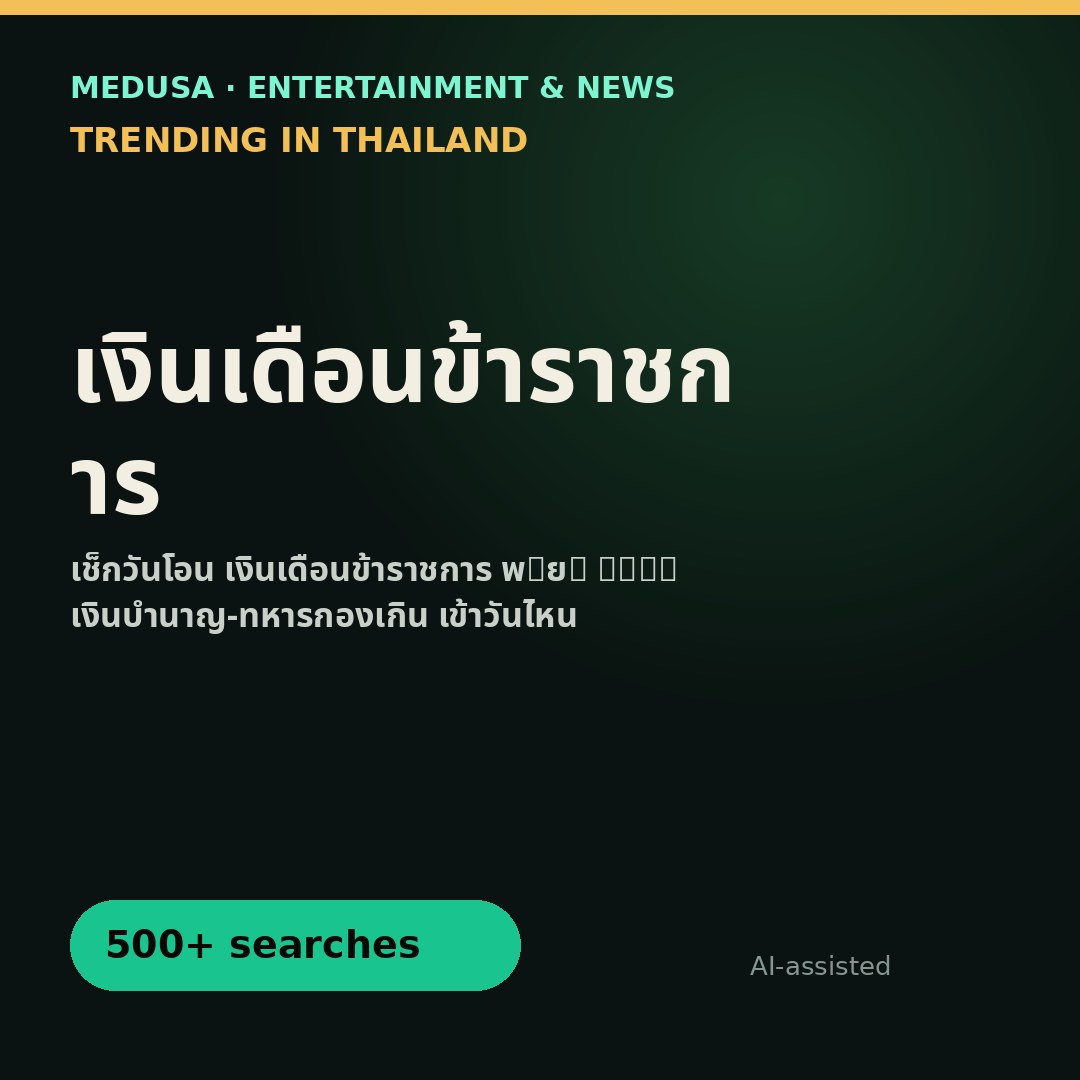 MEDUSA · ENTERTAINMENT & NEWS
TRENDING IN THAILAND
เงินเดือนข้าราชก
าร
เช็กวันโอน เงินเดือนข้าราชการ
เงินบำนาญ-ทหารกองเกิน เข้าวันไหน
500+ searches
AI-assisted